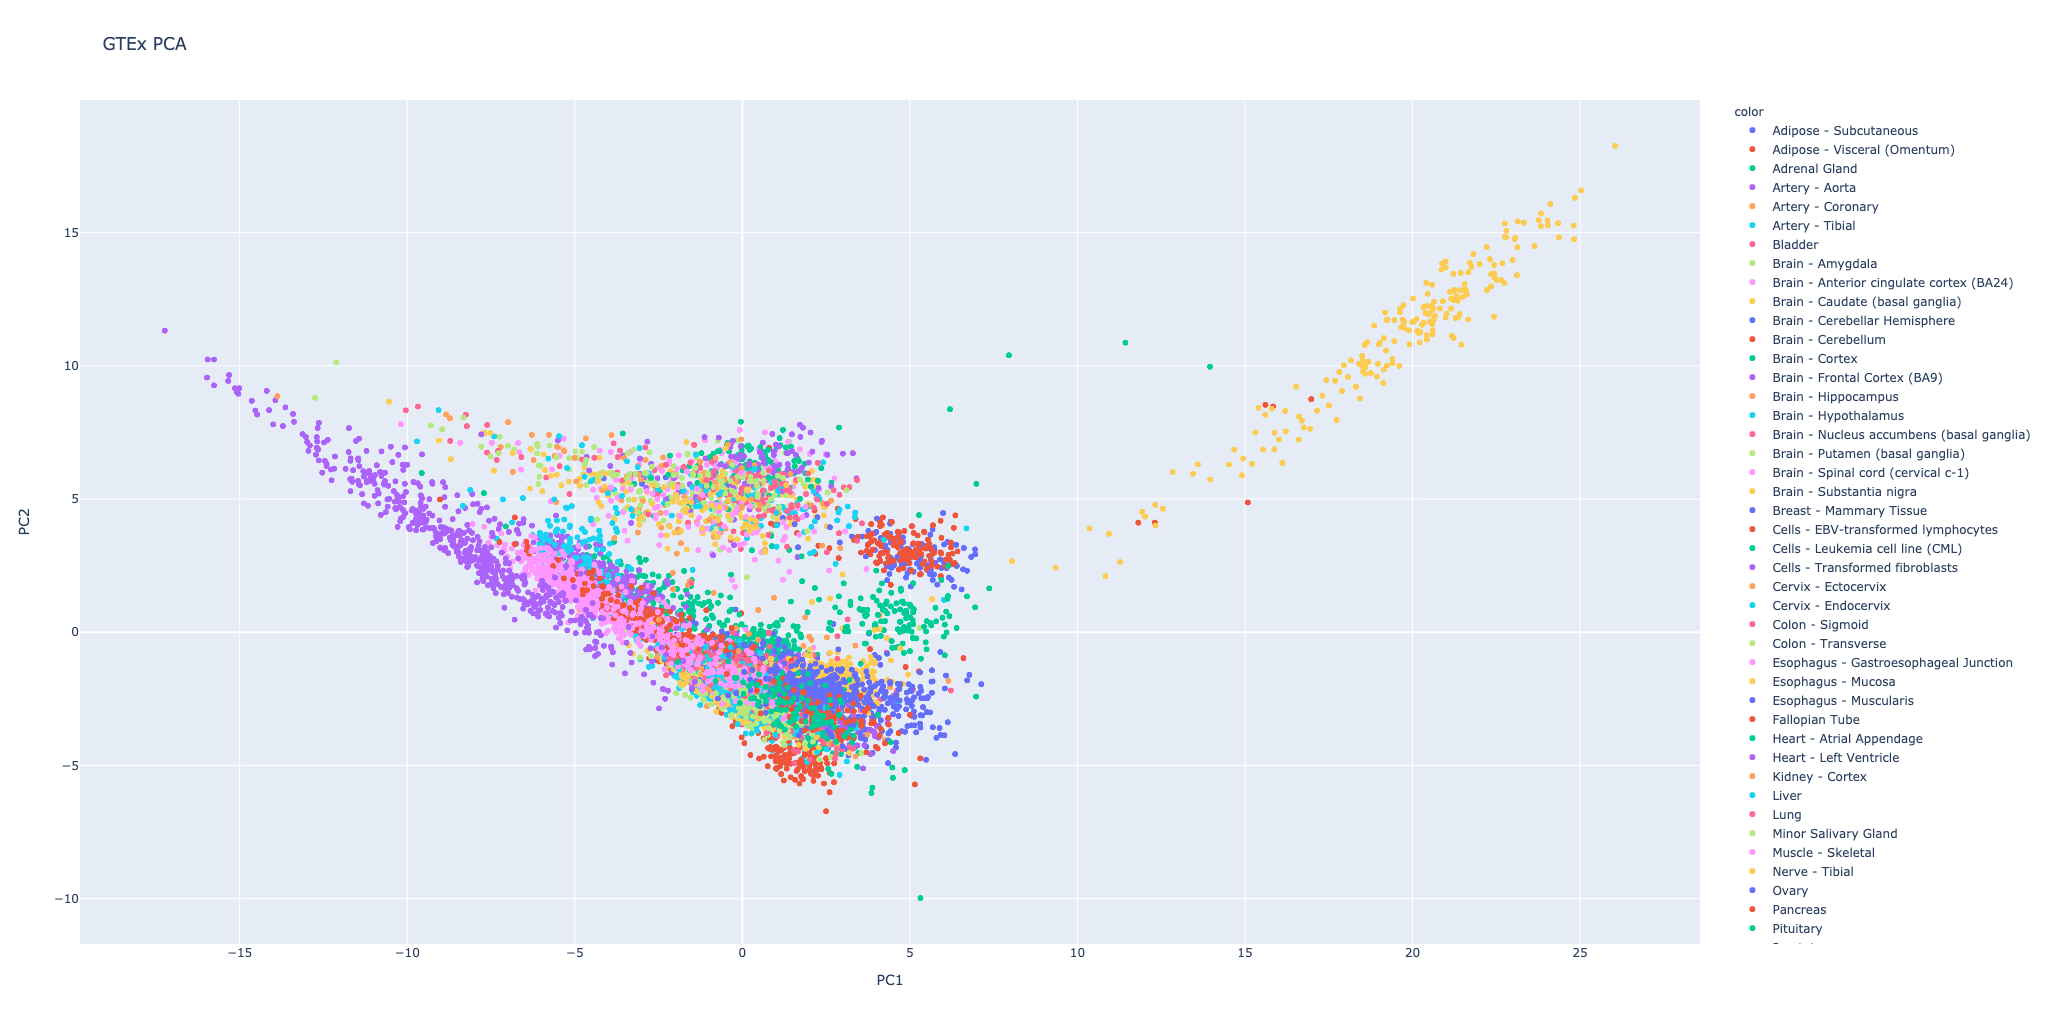 GTEx PCA
color
Adipose - Subcutaneous
Adipose - Visceral (Omentum)
Adrenal Gland
Artery - Aorta
Artery - Coronary
Artery - Tibial
Bladder
Brain - Amygdala
Brain - Anterior cingulate cortex (BA24)
Brain - Caudate (basal ganglia)
Brain - Cerebellar Hemisphere
Brain - Cerebellum
Brain - Cortex
Brain - Frontal Cortex (BA9)
Brain - Hippocampus
Brain - Hypothalamus
Brain - Nucleus accumbens (basal ganglia)
Brain - Putamen (basal ganglia)
Brain - Spinal cord (cervical c-1)
Brain - Substantia nigra
Breast - Mammary Tissue
Cells - EBV-transformed lymphocytes
Cells - Leukemia cell line (CML)
Cells - Transformed fibroblasts
Cervix - Ectocervix
Cervix - Endocervix
Colon - Sigmoid
Colon - Transverse
Esophagus - Gastroesophageal Junction
Esophagus - Mucosa
Esophagus - Muscularis
Fallopian Tube
Heart - Atrial Appendage
Heart - Left Ventricle
Kidney - Cortex
Liver
Lung
Minor Salivary Gland
Muscle - Skeletal
Nerve - Tibial
Ovary
Pancreas
Pituitary
15
10
5
0
−5
−10
PC2
−15
−10
−5
0
5
10
15
20
25
PC1